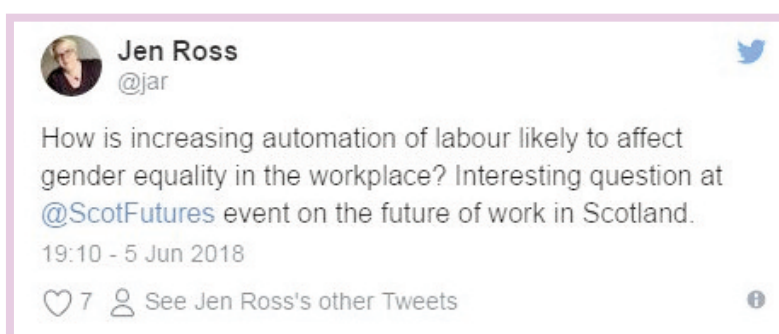 Jen Ross
@jar
How is increasing automation of labour likely to affect
gender equality in the workplace? Interesting question at
@ScotFutures event on the future of work in Scotland.
19:10 - 5 Jun 2018
7 See Jen Ross's other Tweets